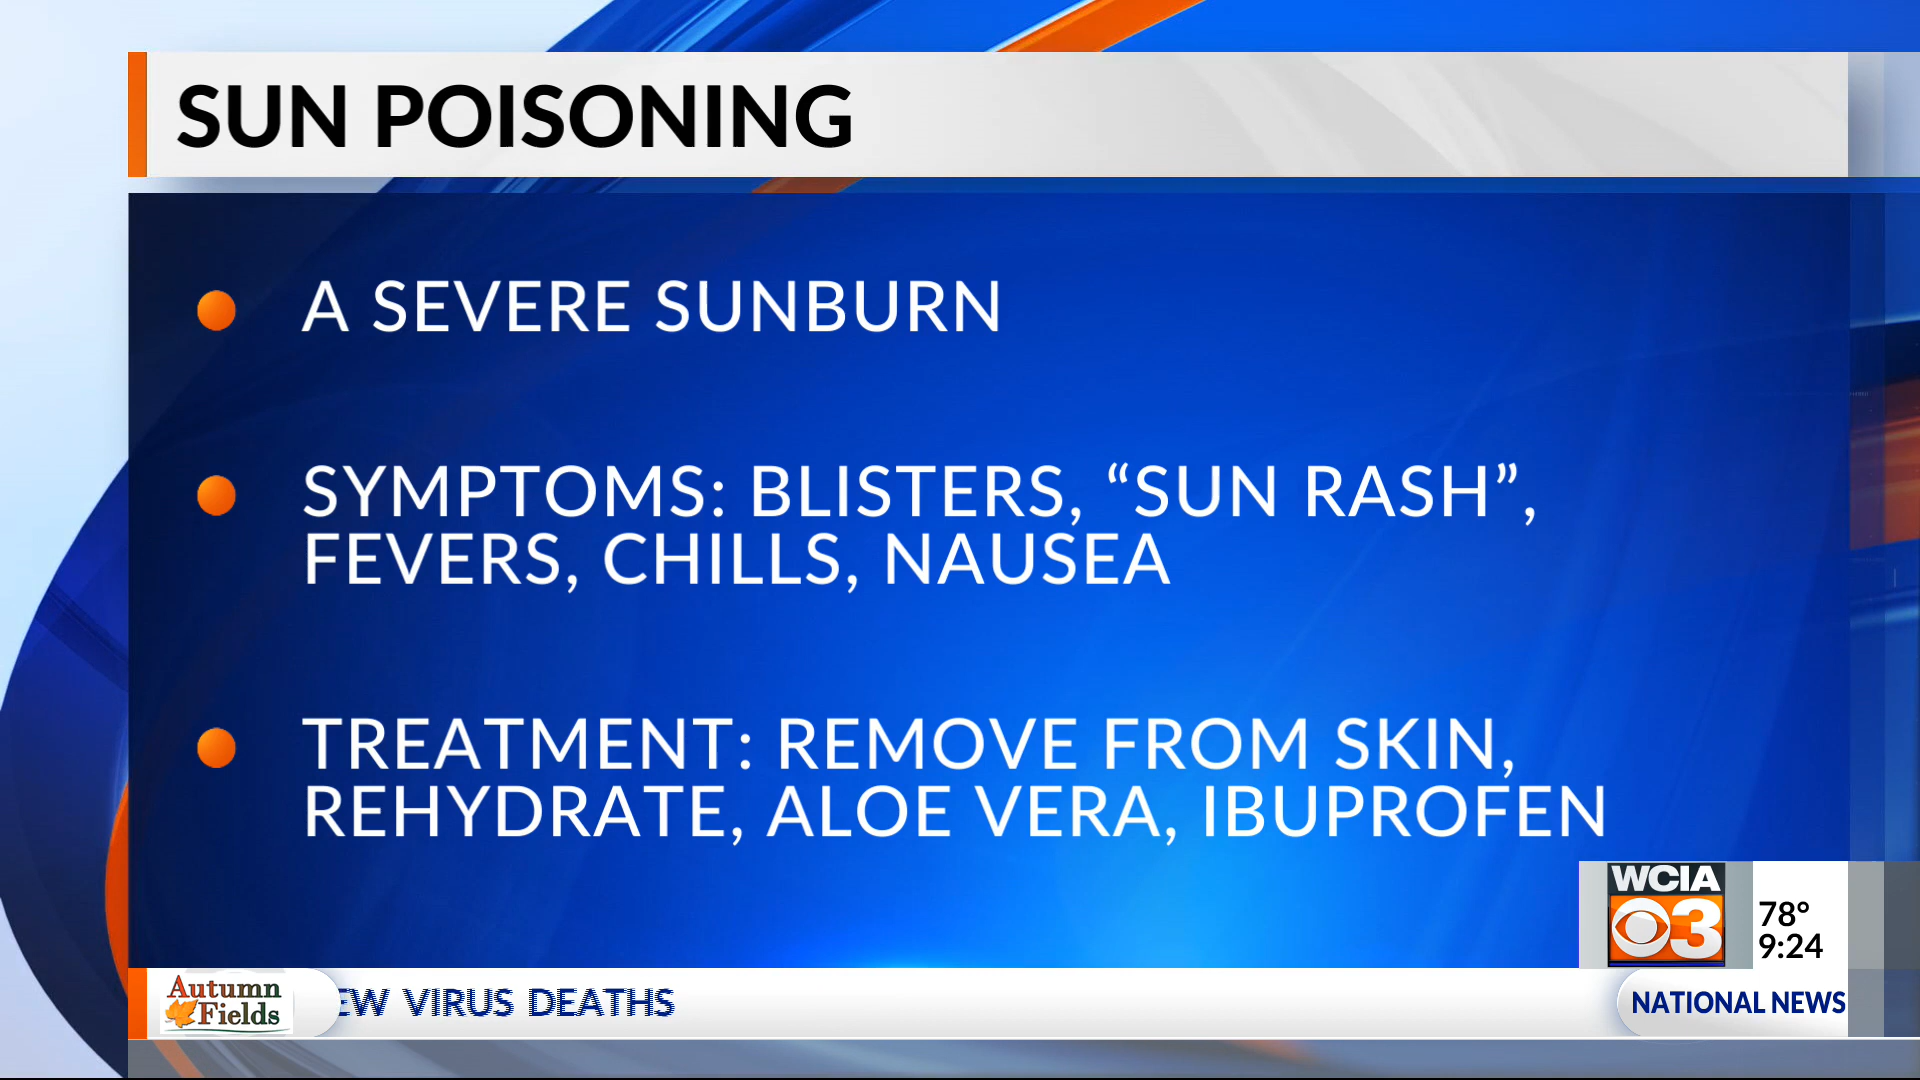 SUN POISONING
A SEVERE SUNBURN
SYMPTOMS: BLISTERS, “SUN RASH”,
FEVERS, CHILLS, NAUSEA
TREATMENT: REMOVE FROM SKIN,
REHYDRATE, ALOE VERA, IBUPROFEN
WCIA
3
78°
9:24
Autumn
Fields
VIRUS DEATHS
NATIONAL NEWS